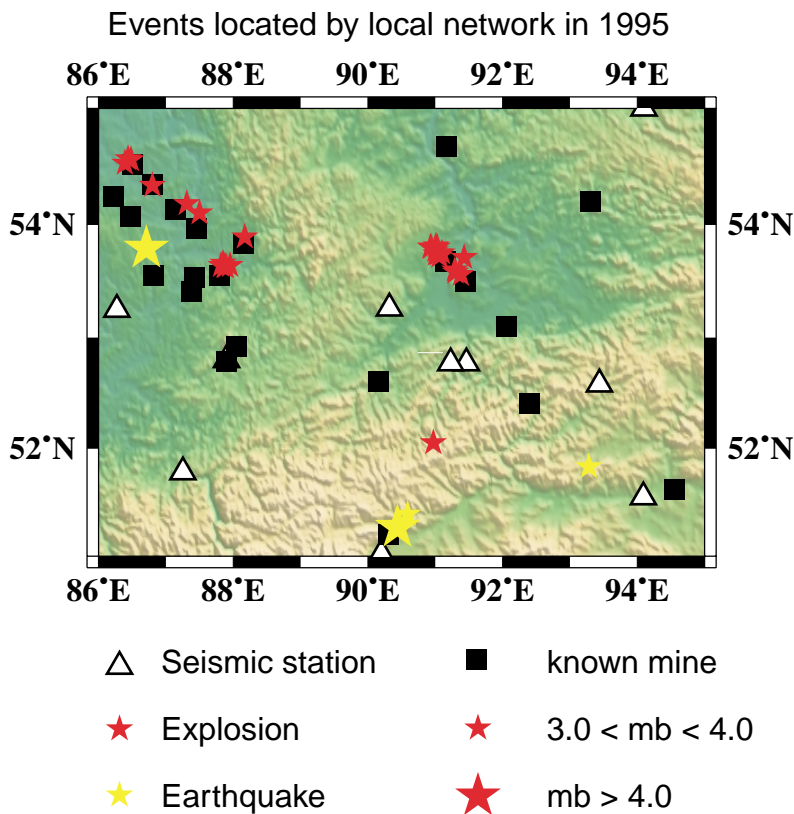 Events located by local network in 1995
86˚E 88˚E 90˚E 92˚E 94˚E
54˚N 54˚N
52˚N 52˚N
86˚E 88˚E 90˚E 92˚E 94˚E
Seismic station known mine
Explosion 3.0 < mb < 4.0
Earthquake mb > 4.0